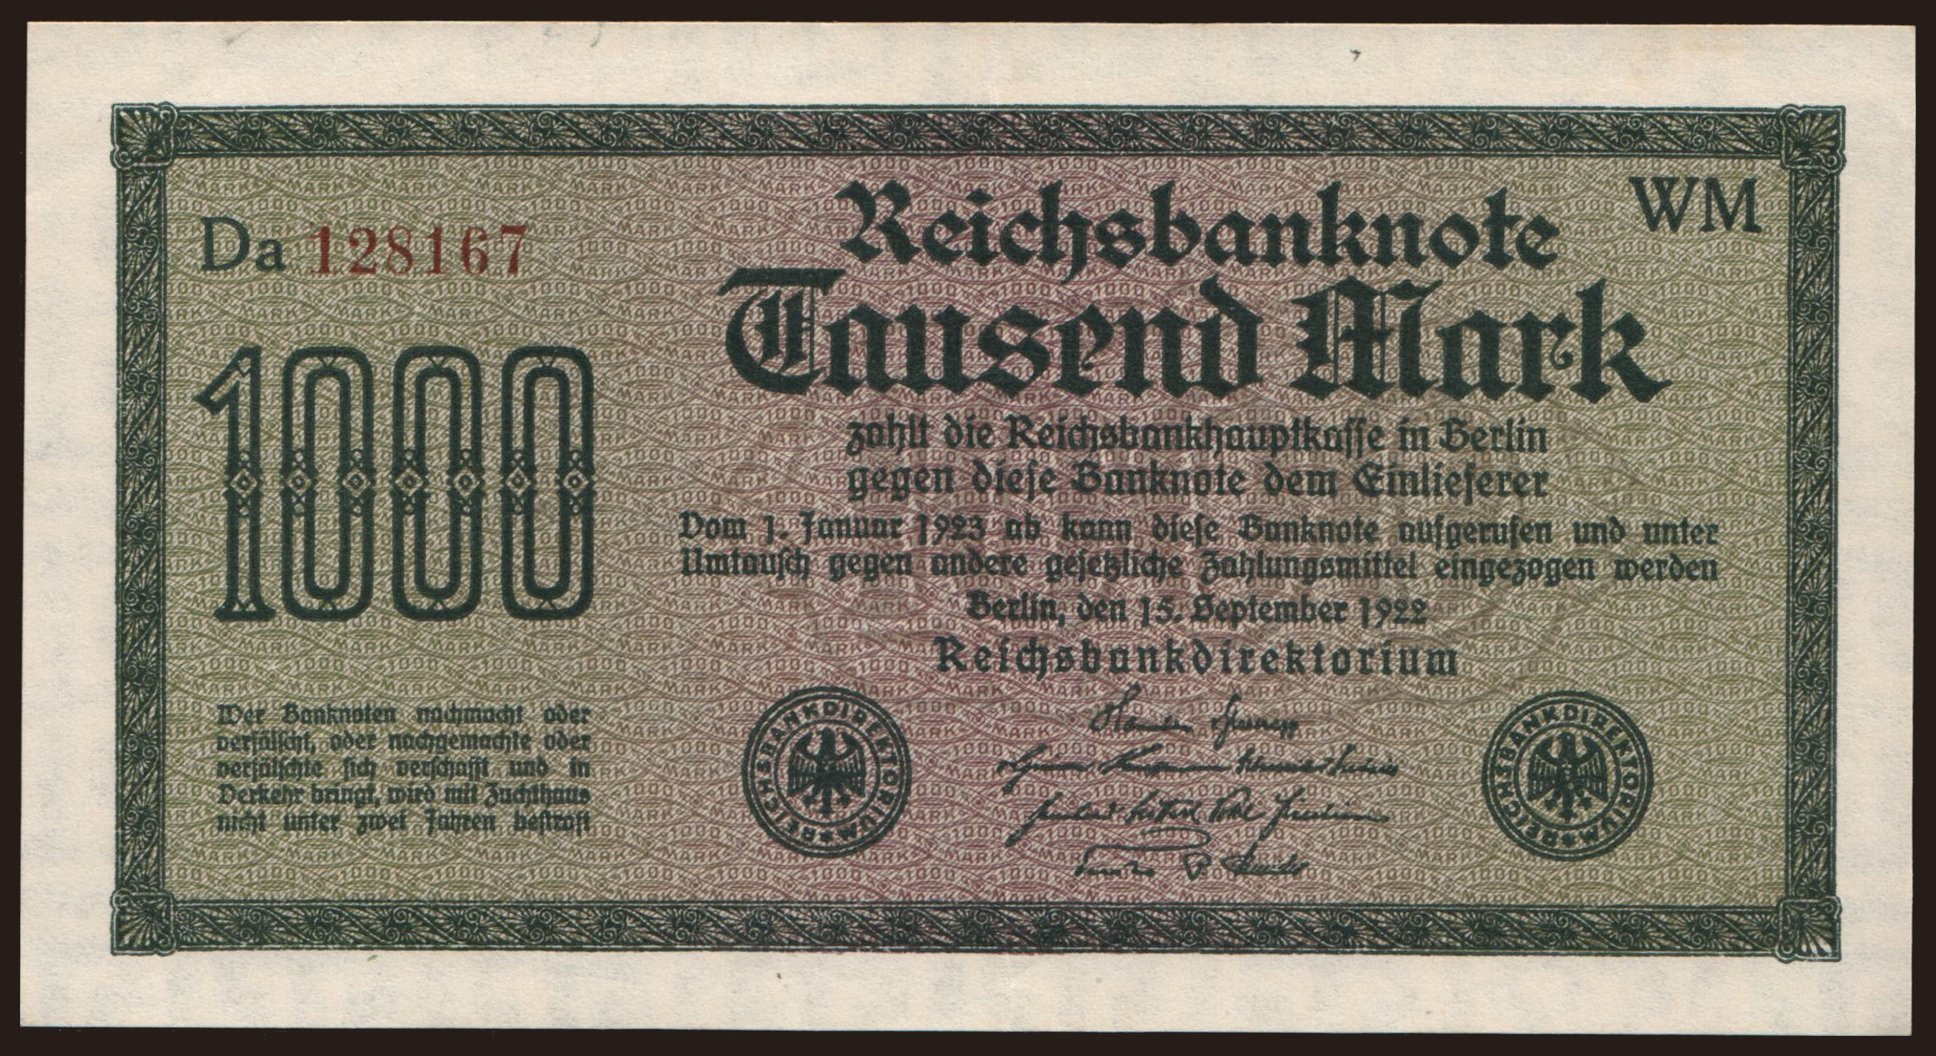 Reichsbanknote
WM
Da 128167
Tausend Mark
1000
zahlt die Reichsbankhauptkasse in Berlin
gegen diese Banknote dem Einlieferer
Vom 1. Januar 1923 ab kann diese Banknote aufgerufen und unter
Umtausch gegen andere gesetzliche Zahlungsmittel eingezogen werden
Berlin, den 15. September 1922
Reichsbankdirektorium
Wer Banknoten nachmacht oder
verfälscht, oder nachgemachte oder
verfälschte sich verschafft und in
Verkehr bringt, wird mit Zuchthaus
nicht unter zwei Jahren bestraft
REICHSBANKDIREKTORIUM
REICHSBANKDIREKTORIUM